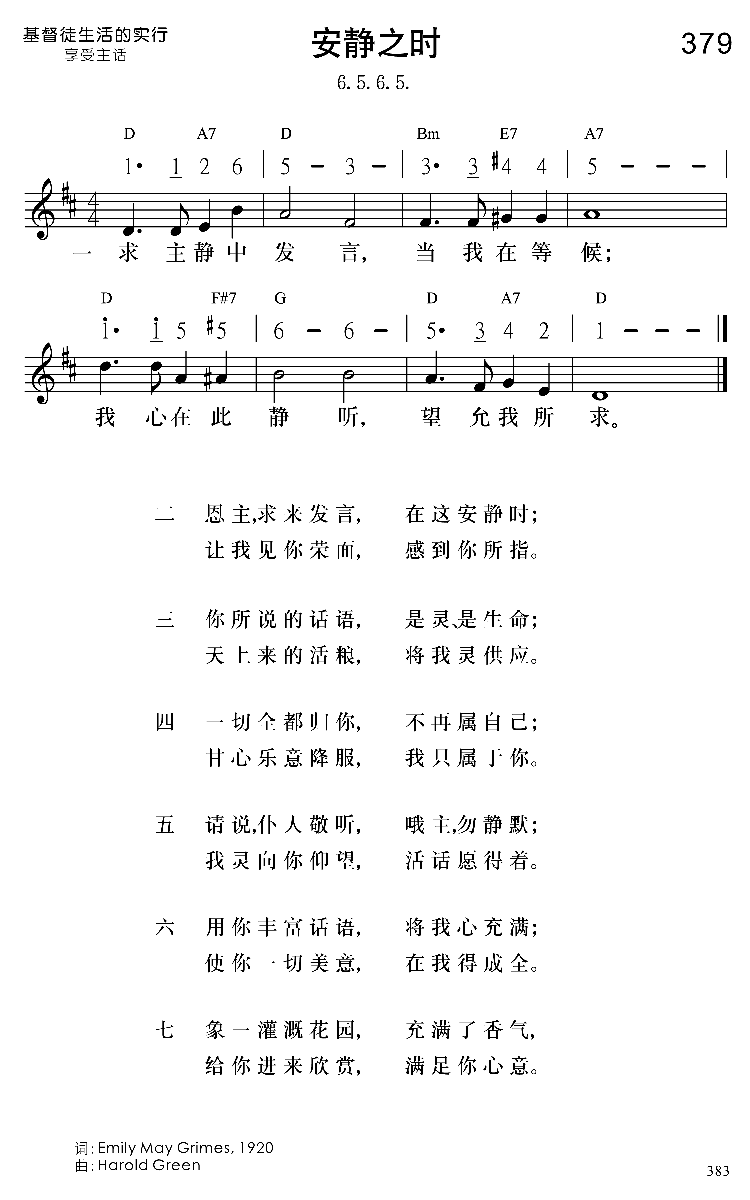 基督徒生活的实行
享受主话
安静之时
379
6.5.6.5.
D A7 D Bm E7 A7
1• 1 2 6 | 5 – 3 – | 3• 3 #4 4 | 5 – – – |
4
4
一 求 主 静 中 发 言, 当 我 在 等 候;
D F#7 G D A7 D
1• 1 5 #5 | 6 – 6 – | 5• 3 4 2 | 1 – – – ‖
我 心 在 此 静 听, 望 允 我 所 求。
二 恩主,求来发言, 在这安静时;
让我见你荣面, 感到你所指。
三 你所说的话语, 是灵、是生命;
天上来的活粮, 将我灵供应。
四 一切全都归你, 不再属自己;
甘心乐意降服, 我只属于你。
五 请说,仆人敬听, 哦主,勿静默;
我灵向你仰望, 活话愿得着。
六 用你丰富话语, 将我心充满;
使你一切美意, 在我得成全。
七 象一灌溉花园, 充满了香气,
给你进来欣赏, 满足你心意。
词: Emily May Grimes, 1920
曲: Harold Green
383